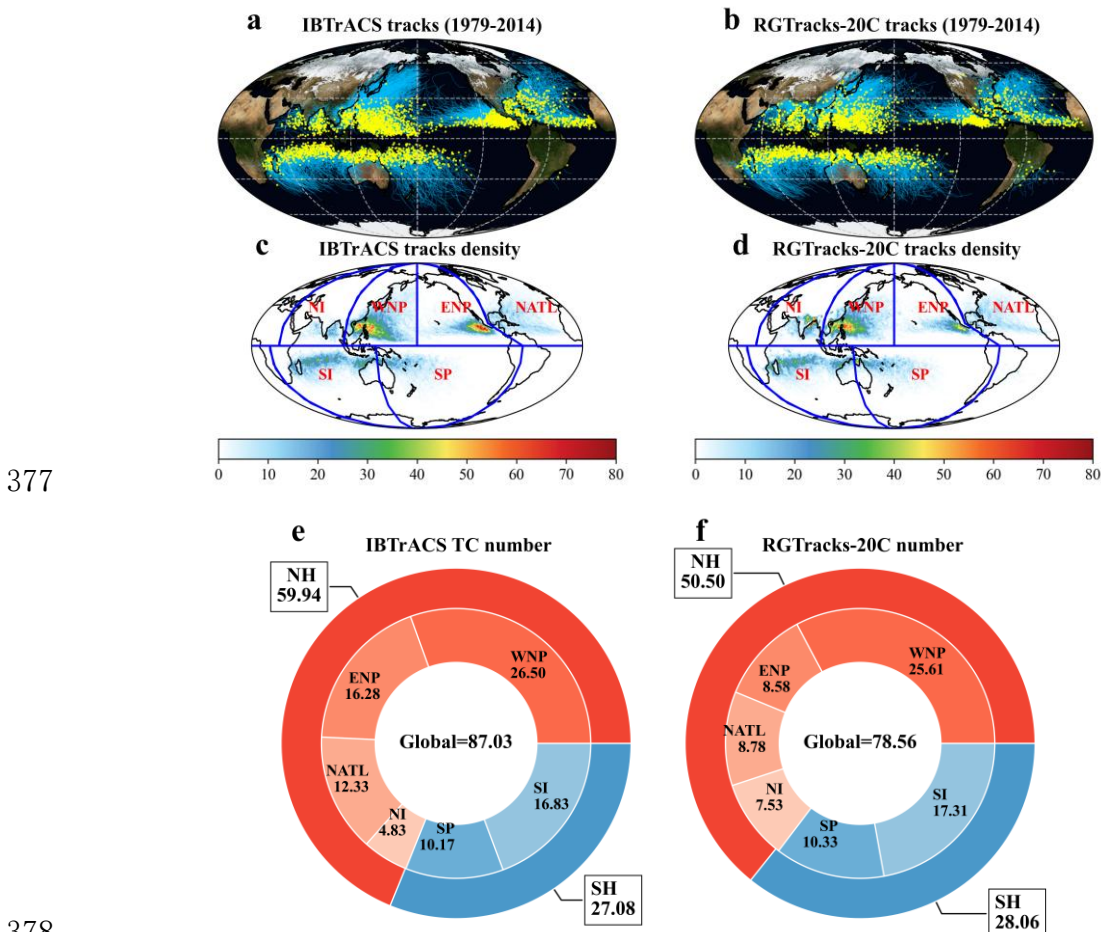 a
IBTrACS tracks (1979-2014)
b
RGTracks-20C tracks (1979-2014)
c
IBTrACS tracks density
d
RGTracks-20C tracks density
NI
WNP
ENP
NATL
SI
SP
NI
WNP
ENP
NATL
SI
SP
0 10 20 30 40 50 60 70 80
0 10 20 30 40 50 60 70 80
377
e
IBTrACS TC number
NH
59.94
WNP
26.50
ENP
16.28
NATL
12.33
NI
4.83
SP
10.17
SI
16.83
Global=87.03
SH
27.08
f
RGTracks-20C number
NH
50.50
WNP
25.61
ENP
8.58
NATL
8.78
NI
7.53
SP
10.33
SI
17.31
Global=78.56
SH
28.06
378